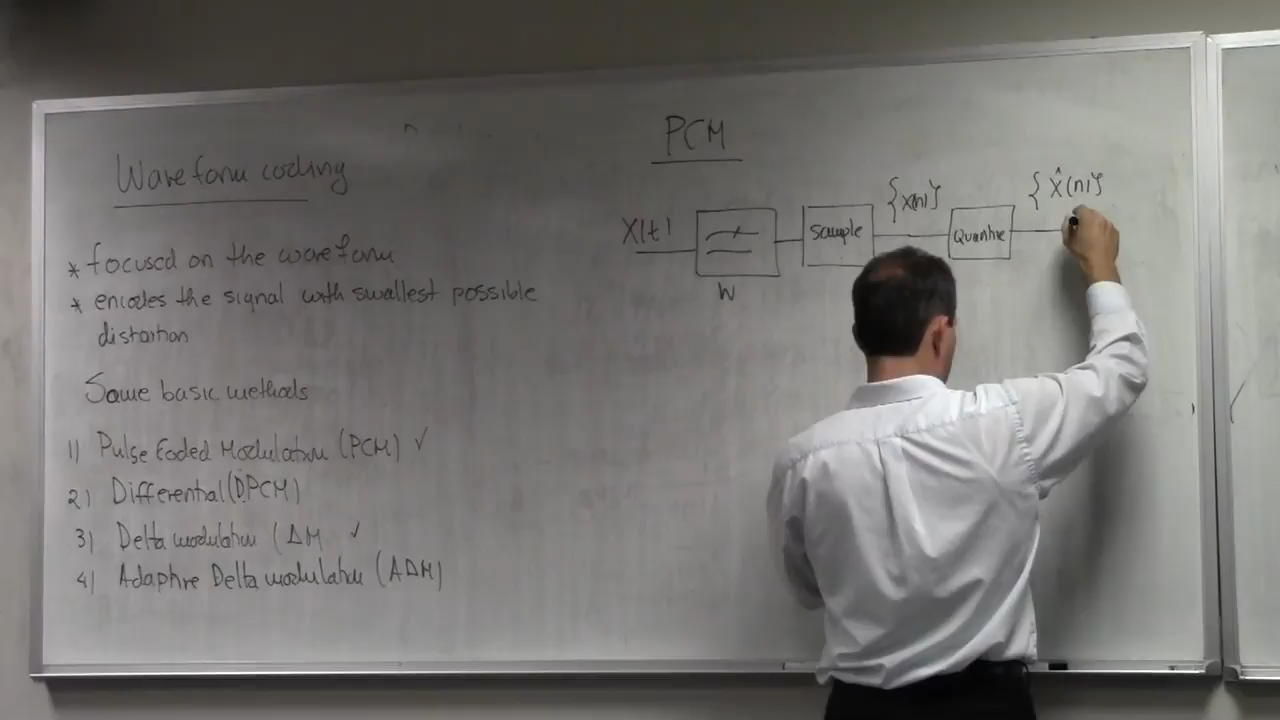 Waveform coding
* focused on the waveform
* encodes the signal with smallest possible
distortion
Some basic methods
1) Pulse Coded Modulation (PCM) ✓
2) Differential (DPCM)
3) Delta modulation (ΔM ✓
4) Adaptive Delta modulation (AΔM)
PCM
X(t)
W
Sample
{x(n)}
Quantize
{x̂(n)}